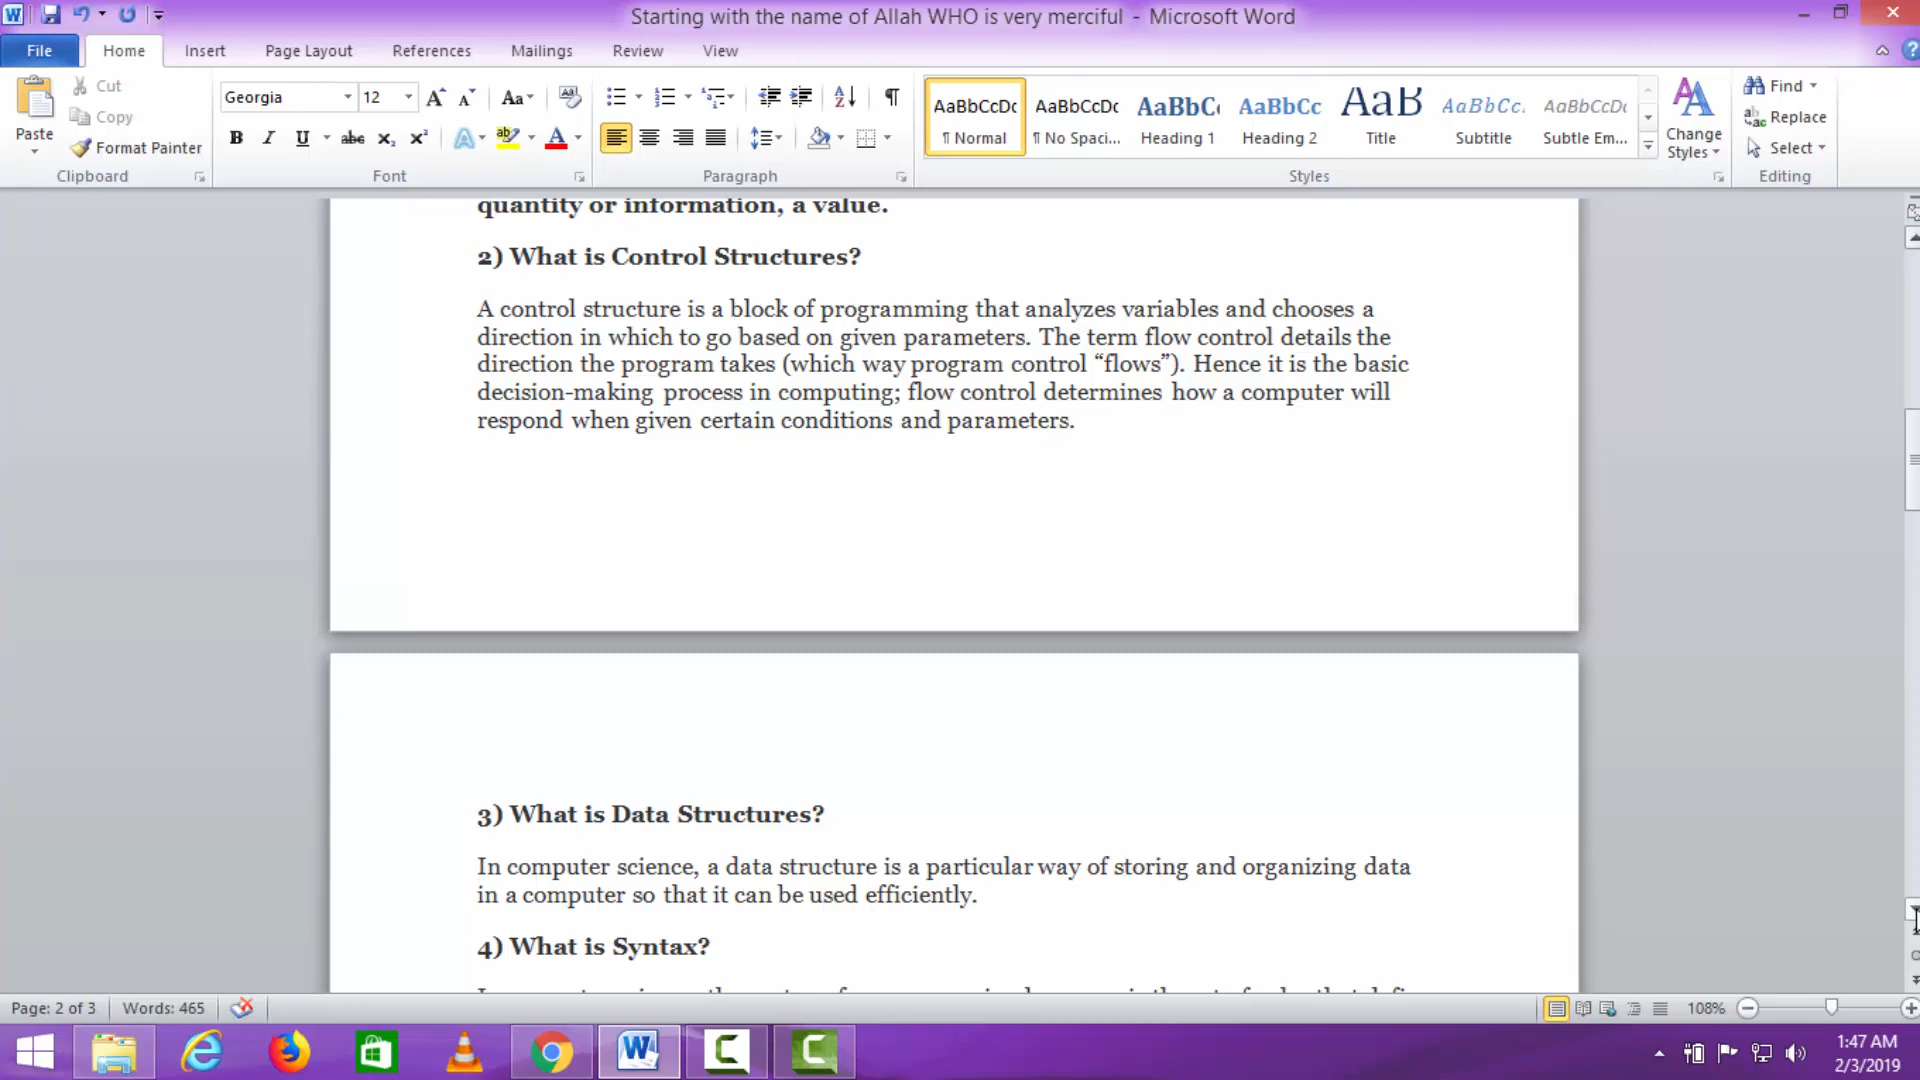 Starting with the name of Allah WHO is very merciful - Microsoft Word
File Home Insert Page Layout References Mailings Review View
Paste
Cut
Copy
Format Painter
Clipboard
Georgia 12
Font
Paragraph
AaBbCcDc AaBbCcDc AaBbC AaBbCc AaB AaBbCc. AaBbCcDc
¶ Normal ¶ No Spaci... Heading 1 Heading 2 Title Subtitle Subtle Em...
Change Styles
Styles
Find
Replace
Select
Editing
quantity or information, a value.
2) What is Control Structures?
A control structure is a block of programming that analyzes variables and chooses a
direction in which to go based on given parameters. The term flow control details the
direction the program takes (which way program control “flows”). Hence it is the basic
decision-making process in computing; flow control determines how a computer will
respond when given certain conditions and parameters.
3) What is Data Structures?
In computer science, a data structure is a particular way of storing and organizing data
in a computer so that it can be used efficiently.
4) What is Syntax?
Page: 2 of 3 Words: 465 108%
1:47 AM
2/3/2019